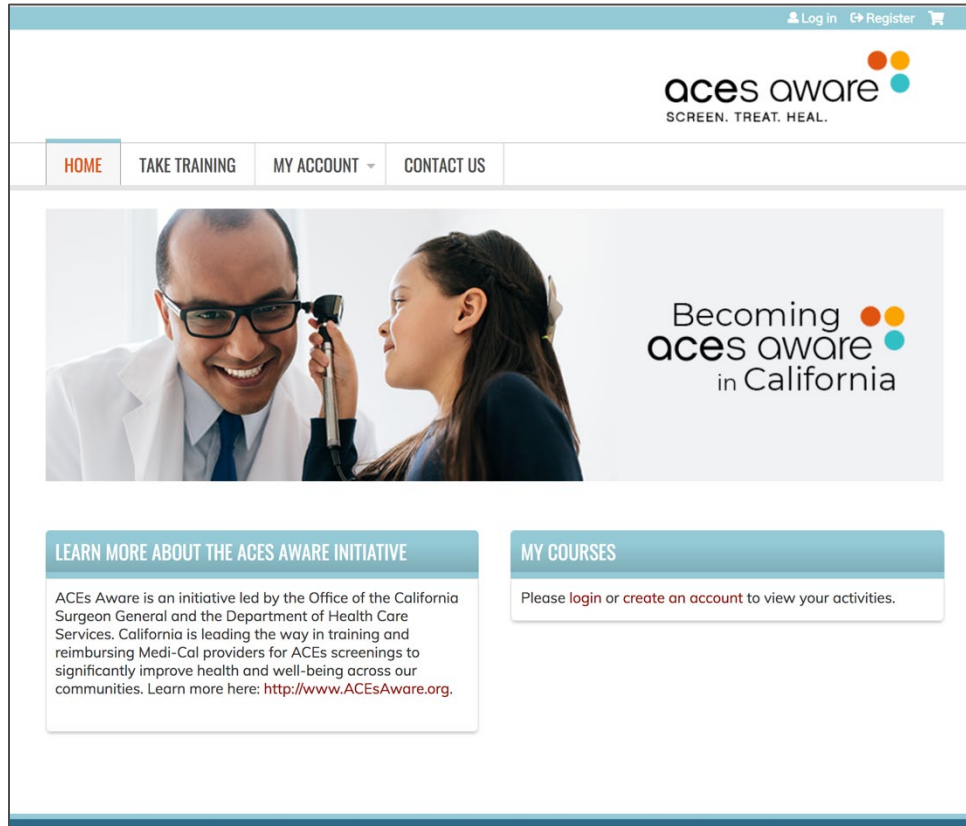 Log in Register
aces aware
SCREEN. TREAT. HEAL.
HOME TAKE TRAINING MY ACCOUNT CONTACT US
Becoming
aces aware
in California
LEARN MORE ABOUT THE ACES AWARE INITIATIVE
ACEs Aware is an initiative led by the Office of the California
Surgeon General and the Department of Health Care
Services. California is leading the way in training and
reimbursing Medi-Cal providers for ACEs screenings to
significantly improve health and well-being across our
communities. Learn more here: http://www.ACEsAware.org.
MY COURSES
Please login or create an account to view your activities.